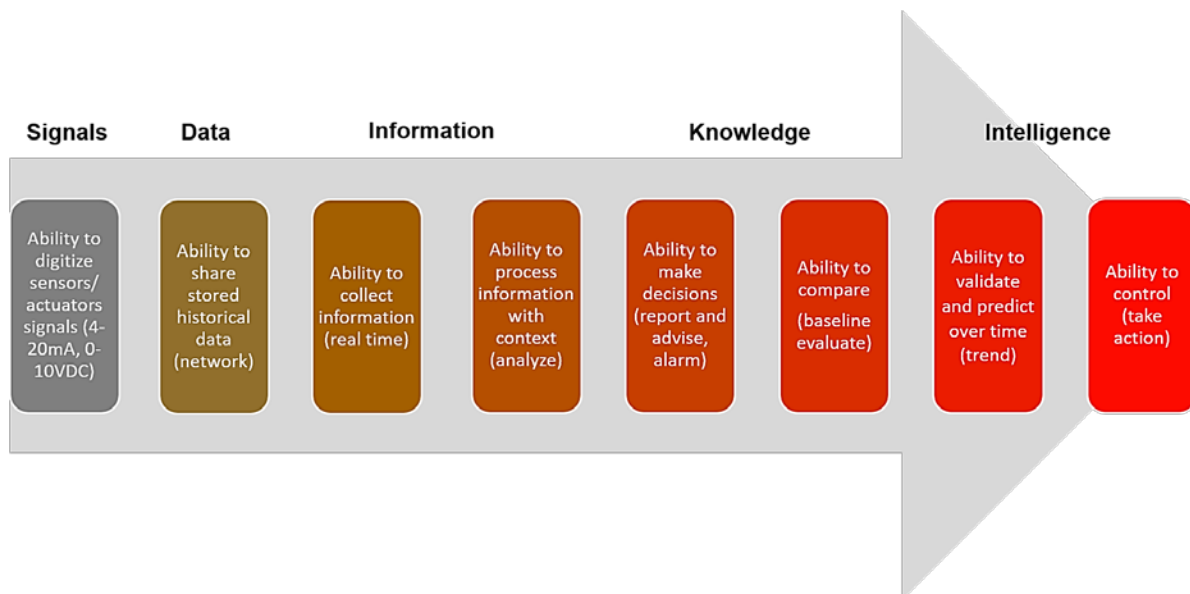 Signals
Data
Information
Knowledge
Intelligence
Ability to
digitize
sensors/
actuators
signals (4-
20mA, 0-
10VDC)
Ability to
share
stored
historical
data
(network)
Ability to
collect
information
(real time)
Ability to
process
information
with
context
(analyze)
Ability to
make
decisions
(report and
advise,
alarm)
Ability to
compare
(baseline
evaluate)
Ability to
validate
and predict
over time
(trend)
Ability to
control
(take
action)